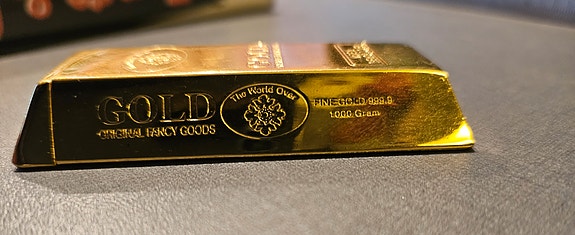 GOLD
ORIGINAL FANCY GOODS
The World Over
FINE GOLD 999.9
1000 Gram